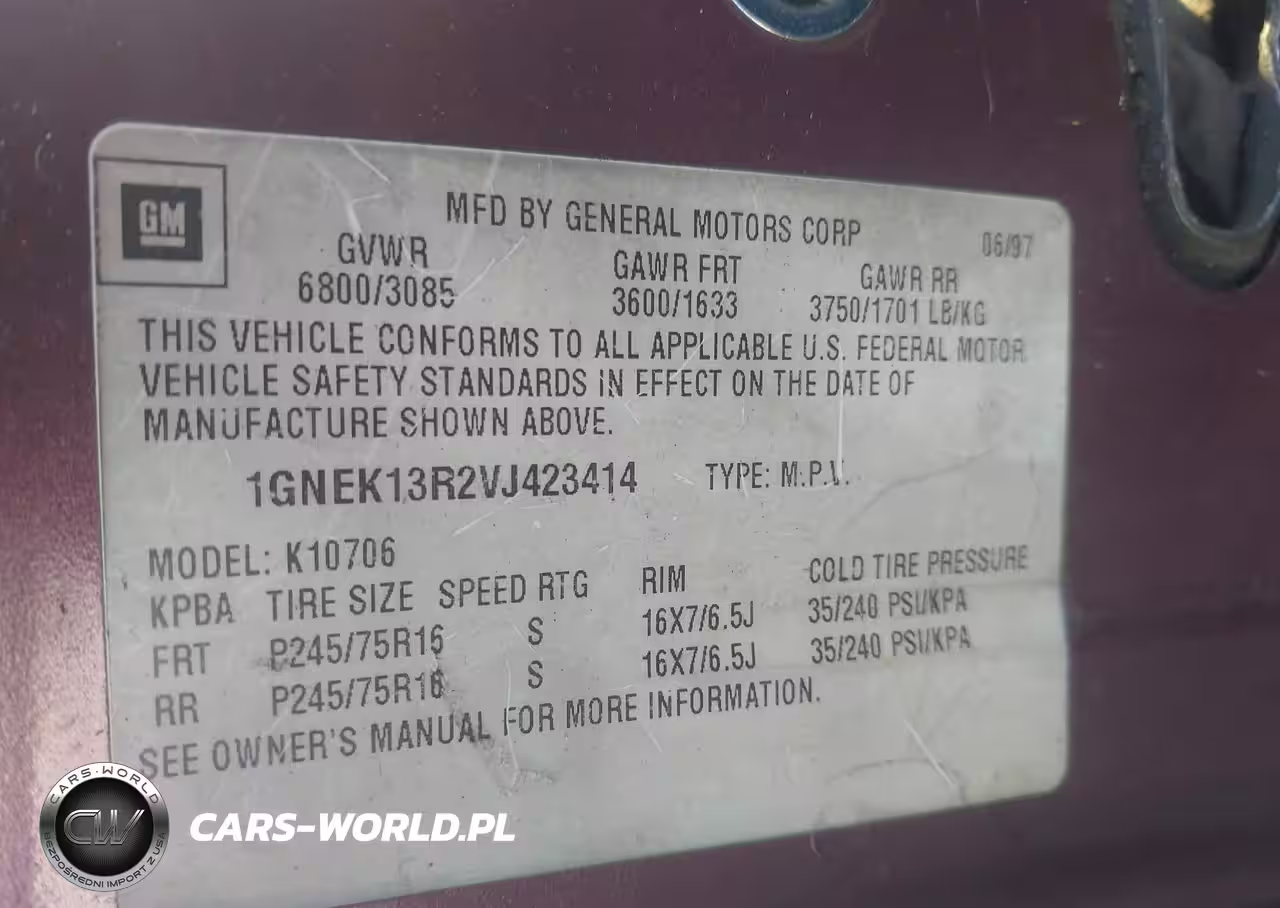 GM
MFD BY GENERAL MOTORS CORP 06/97
GVWR GAWR FRT GAWR RR
6800/3085 3600/1633 3750/1701 LB/KG
THIS VEHICLE CONFORMS TO ALL APPLICABLE U.S. FEDERAL MOTOR
VEHICLE SAFETY STANDARDS IN EFFECT ON THE DATE OF
MANUFACTURE SHOWN ABOVE.
1GNEK13R2VJ423414 TYPE: M.P.V.
MODEL: K10706
KPBA TIRE SIZE SPEED RTG RIM COLD TIRE PRESSURE
FRT P245/75R16 S 16X7/6.5J 35/240 PSI/KPA
RR P245/75R16 S 16X7/6.5J 35/240 PSI/KPA
SEE OWNER'S MANUAL FOR MORE INFORMATION.
CARS-WORLD
CW
BEZPOŚREDNI IMPORT Z USA
CARS-WORLD.PL